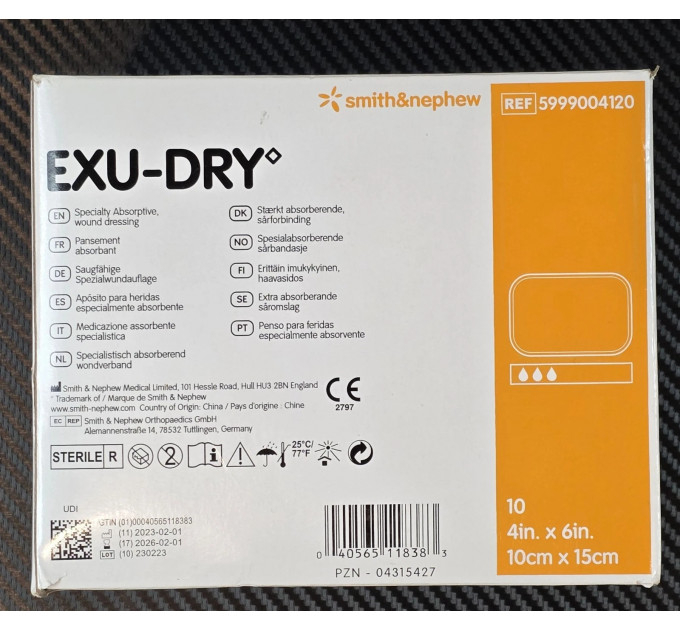 smith&nephew
REF 5999004120
EXU-DRY◇
EN Specialty Absorptive,
wound dressing
FR Pansement
absorbant
DE Saugfähige
Spezialwundauflage
ES Apósito para heridas
especialmente absorbente
IT Medicazione assorbente
specialistica
NL Specialistisch absorberend
wondverband
DK Stærkt absorberende,
sårforbinding
NO Spesialabsorberende
sårbandasje
FI Erittäin imukykyinen,
haavasidos
SE Extra absorberande
såromslag
PT Penso para feridas
especialmente absorvente
Smith & Nephew Medical Limited, 101 Hessle Road, Hull HU3 2BN England
◇ Trademark of / Marque de Smith & Nephew
www.smith-nephew.com Country of Origin: China / Pays d'origine : Chine
EC REP Smith & Nephew Orthopaedics GmbH
Alemannenstraße 14, 78532 Tuttlingen, Germany
CE
2797
STERILE R
2
i
25°C/
77°F
UDI
GTIN (01)00040565118383
(11) 2023-02-01
(17) 2026-02-01
LOT (10) 230223
0 40565 11838 3
PZN - 04315427
10
4in. x 6in.
10cm x 15cm